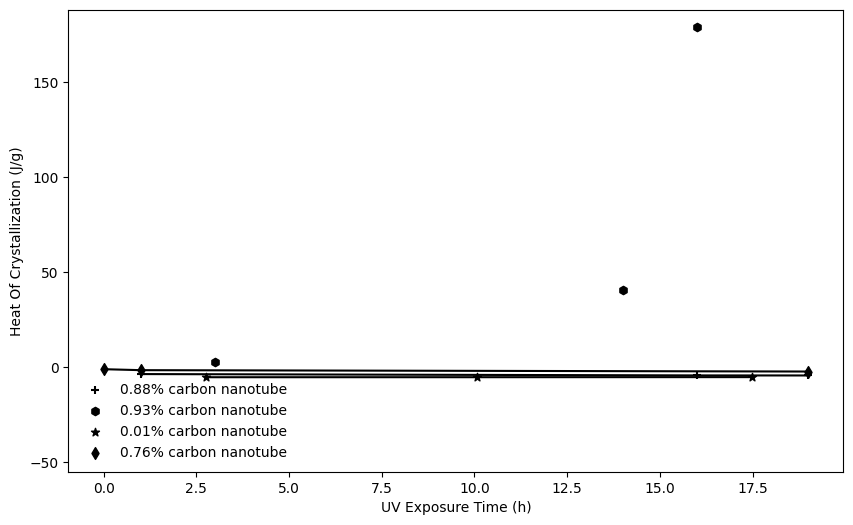 150
100
50
0
−50
Heat Of Crystallization (J/g)
0.88% carbon nanotube
0.93% carbon nanotube
0.01% carbon nanotube
0.76% carbon nanotube
0.0 2.5 5.0 7.5 10.0 12.5 15.0 17.5
UV Exposure Time (h)